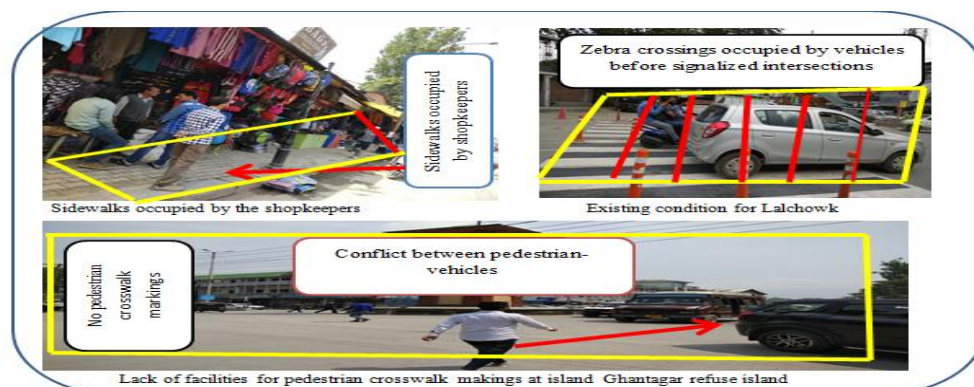 Sidewalks occupied
by shopkeepers
Zebra crossings occupied by vehicles
before signalized intersections
Sidewalks occupied by the shopkeepers
Existing condition for Lalchowk
No pedestrian
crosswalk
markings
Conflict between pedestrian-
vehicles
Lack of facilities for pedestrian crosswalk makings at island Ghantagar refuse island